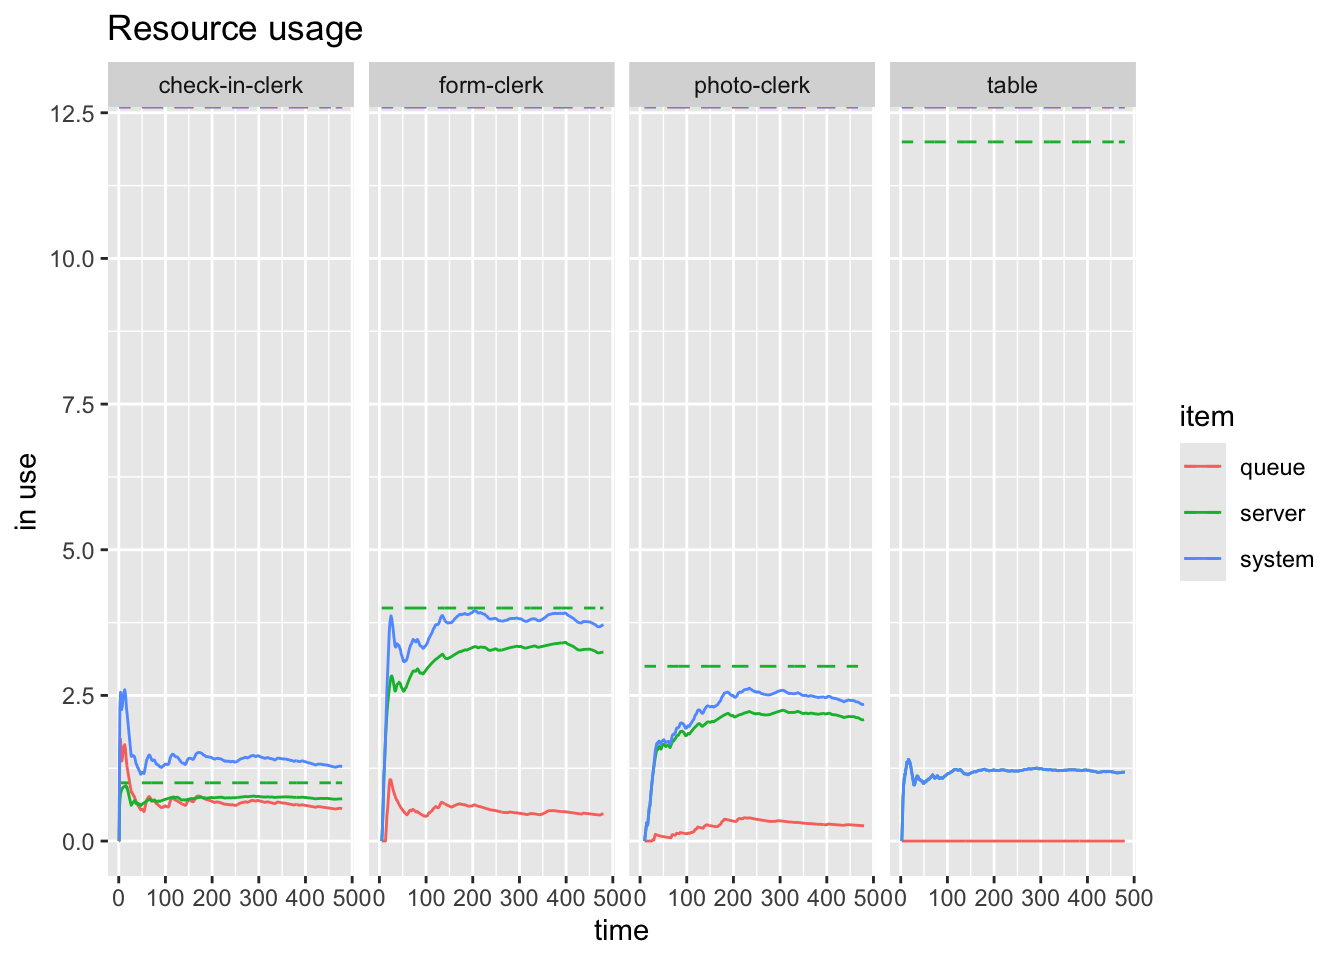 Resource usage
check-in-clerk form-clerk photo-clerk table
12.5
10.0
7.5
5.0
2.5
0.0
in use
0 100 200 300 400 500 0 100 200 300 400 500 0 100 200 300 400 500 0 100 200 300 400 500
time
item
queue
server
system